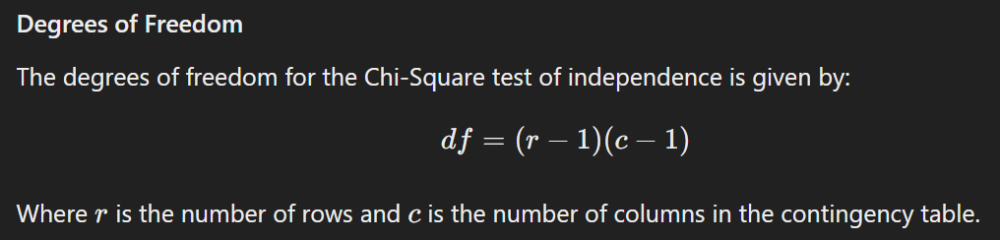 Degrees of Freedom
The degrees of freedom for the Chi-Square test of independence is given by:
df = (r − 1)(c − 1)
Where r is the number of rows and c is the number of columns in the contingency table.